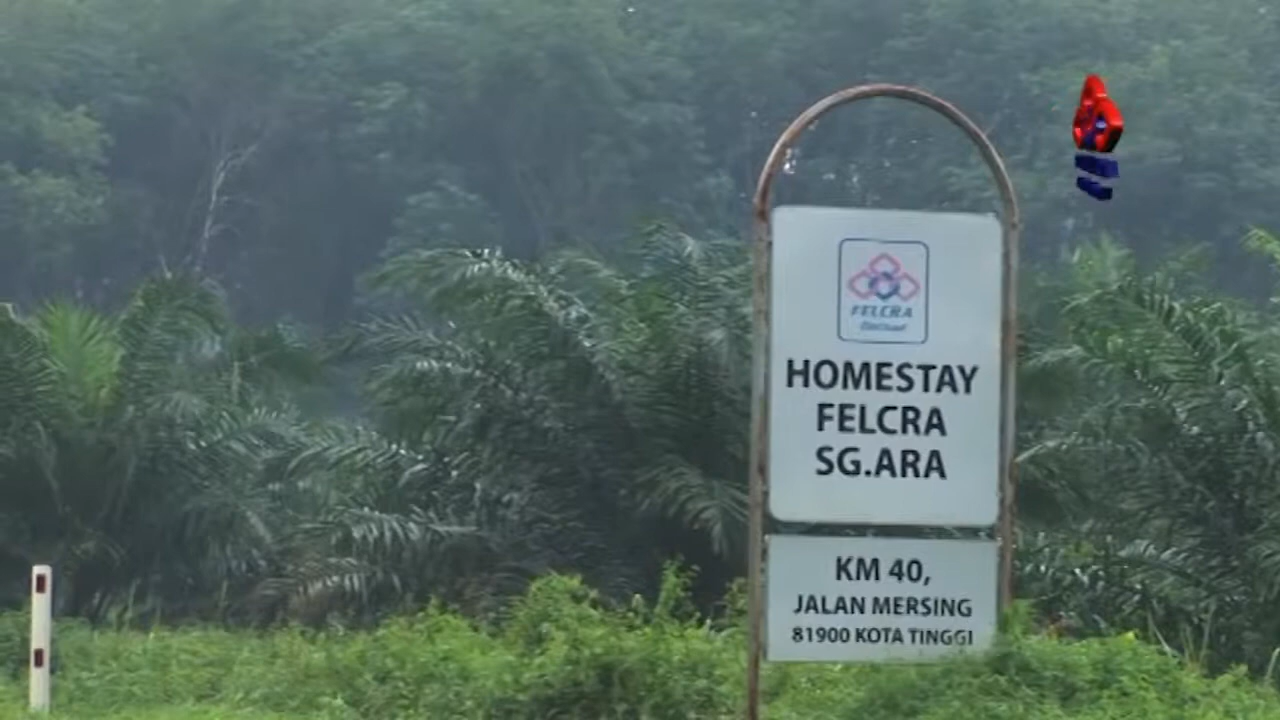 FELCRA
HOMESTAY
FELCRA
SG.ARA
KM 40,
JALAN MERSING
81900 KOTA TINGGI